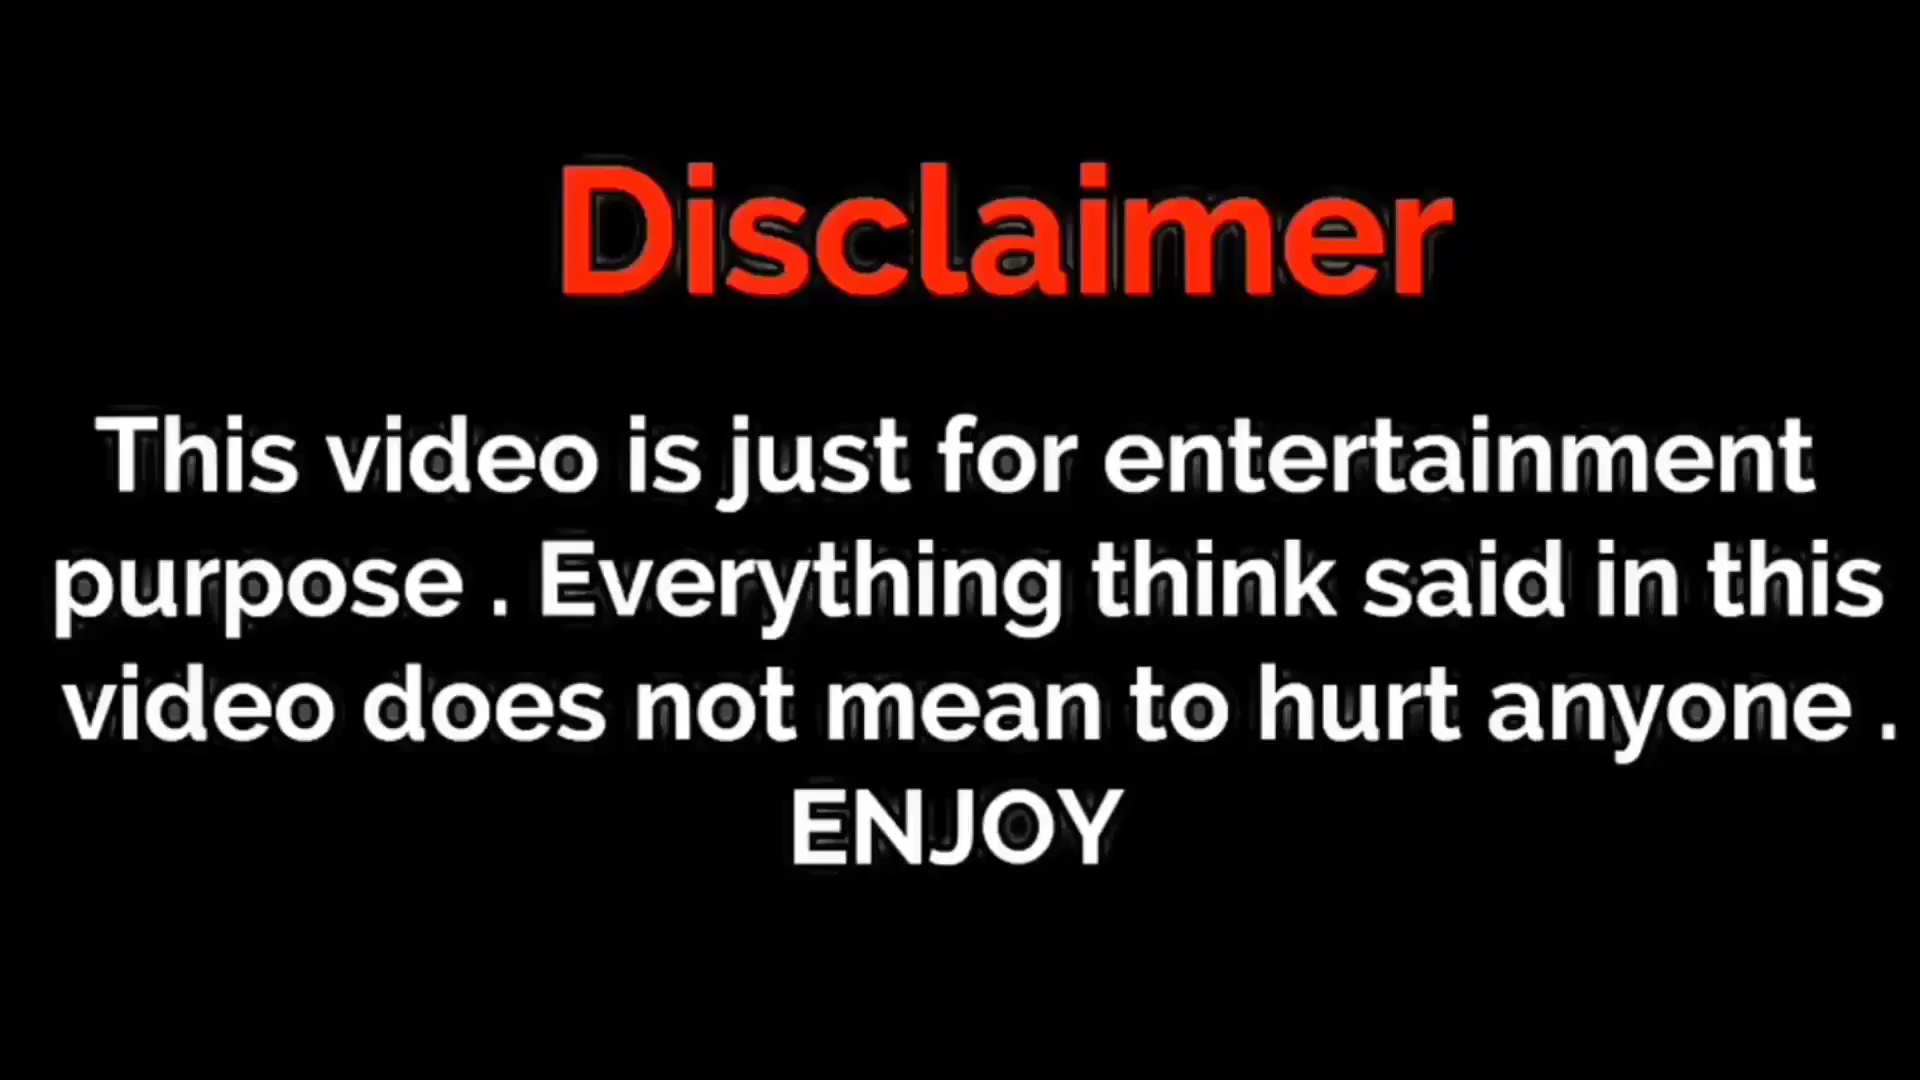 Disclaimer
This video is just for entertainment
purpose . Everything think said in this
video does not mean to hurt anyone .
ENJOY